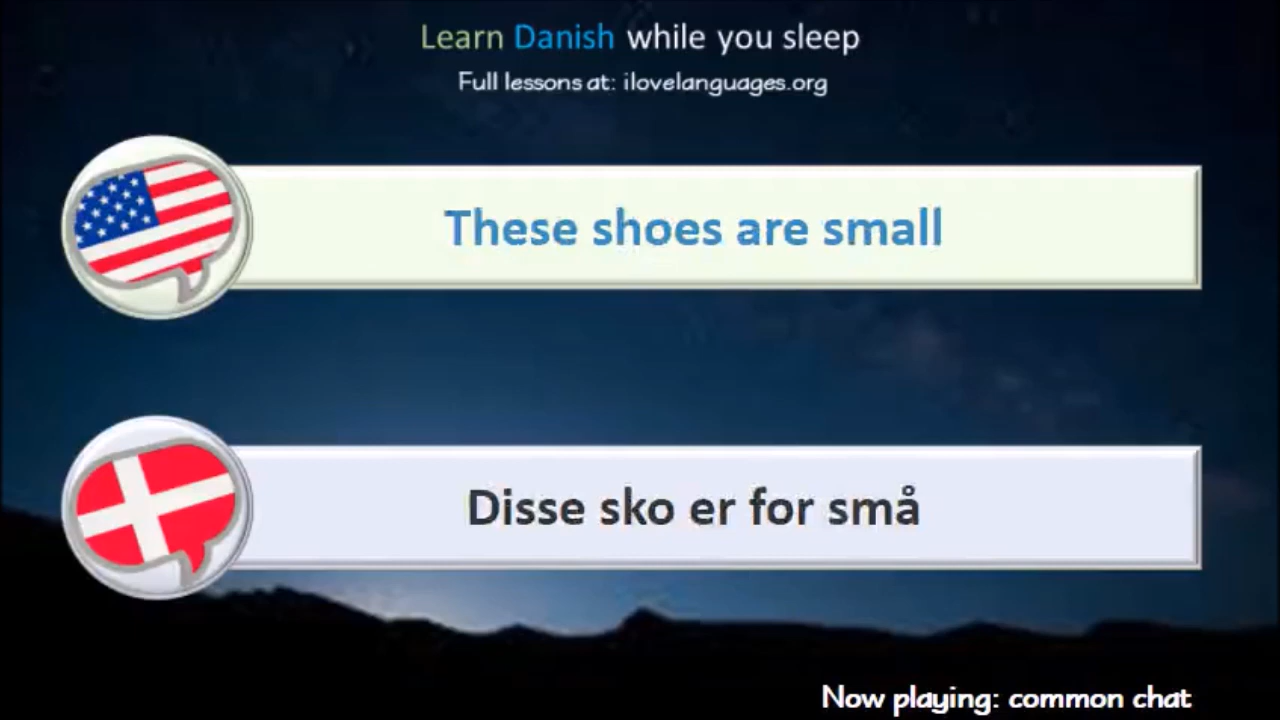 Learn Danish while you sleep
Full lessons at: ilovelanguages.org
These shoes are small
Disse sko er for små
Now playing: common chat